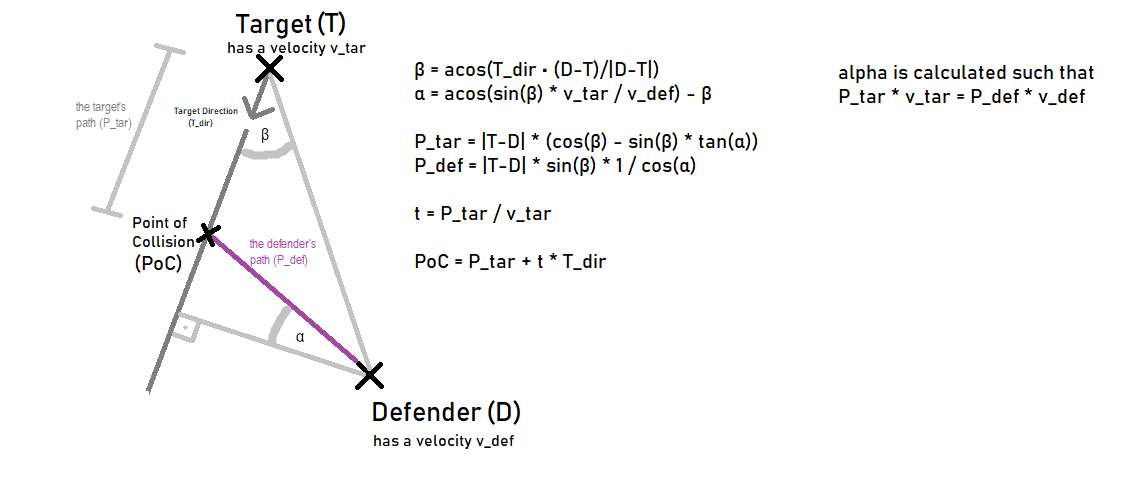 Target (T)
has a velocity v_tar
the target's
path (P_tar)
Target Direction
(T_dir)
β
Point of
Collision
(PoC)
the defender's
path (P_def)
α
Defender (D)
has a velocity v_def
β = acos(T_dir · (D-T)/|D-T|)
α = acos(sin(β) * v_tar / v_def) - β
P_tar = |T-D| * (cos(β) - sin(β) * tan(α))
P_def = |T-D| * sin(β) * 1 / cos(α)
t = P_tar / v_tar
PoC = P_tar + t * T_dir
alpha is calculated such that
P_tar * v_tar = P_def * v_def